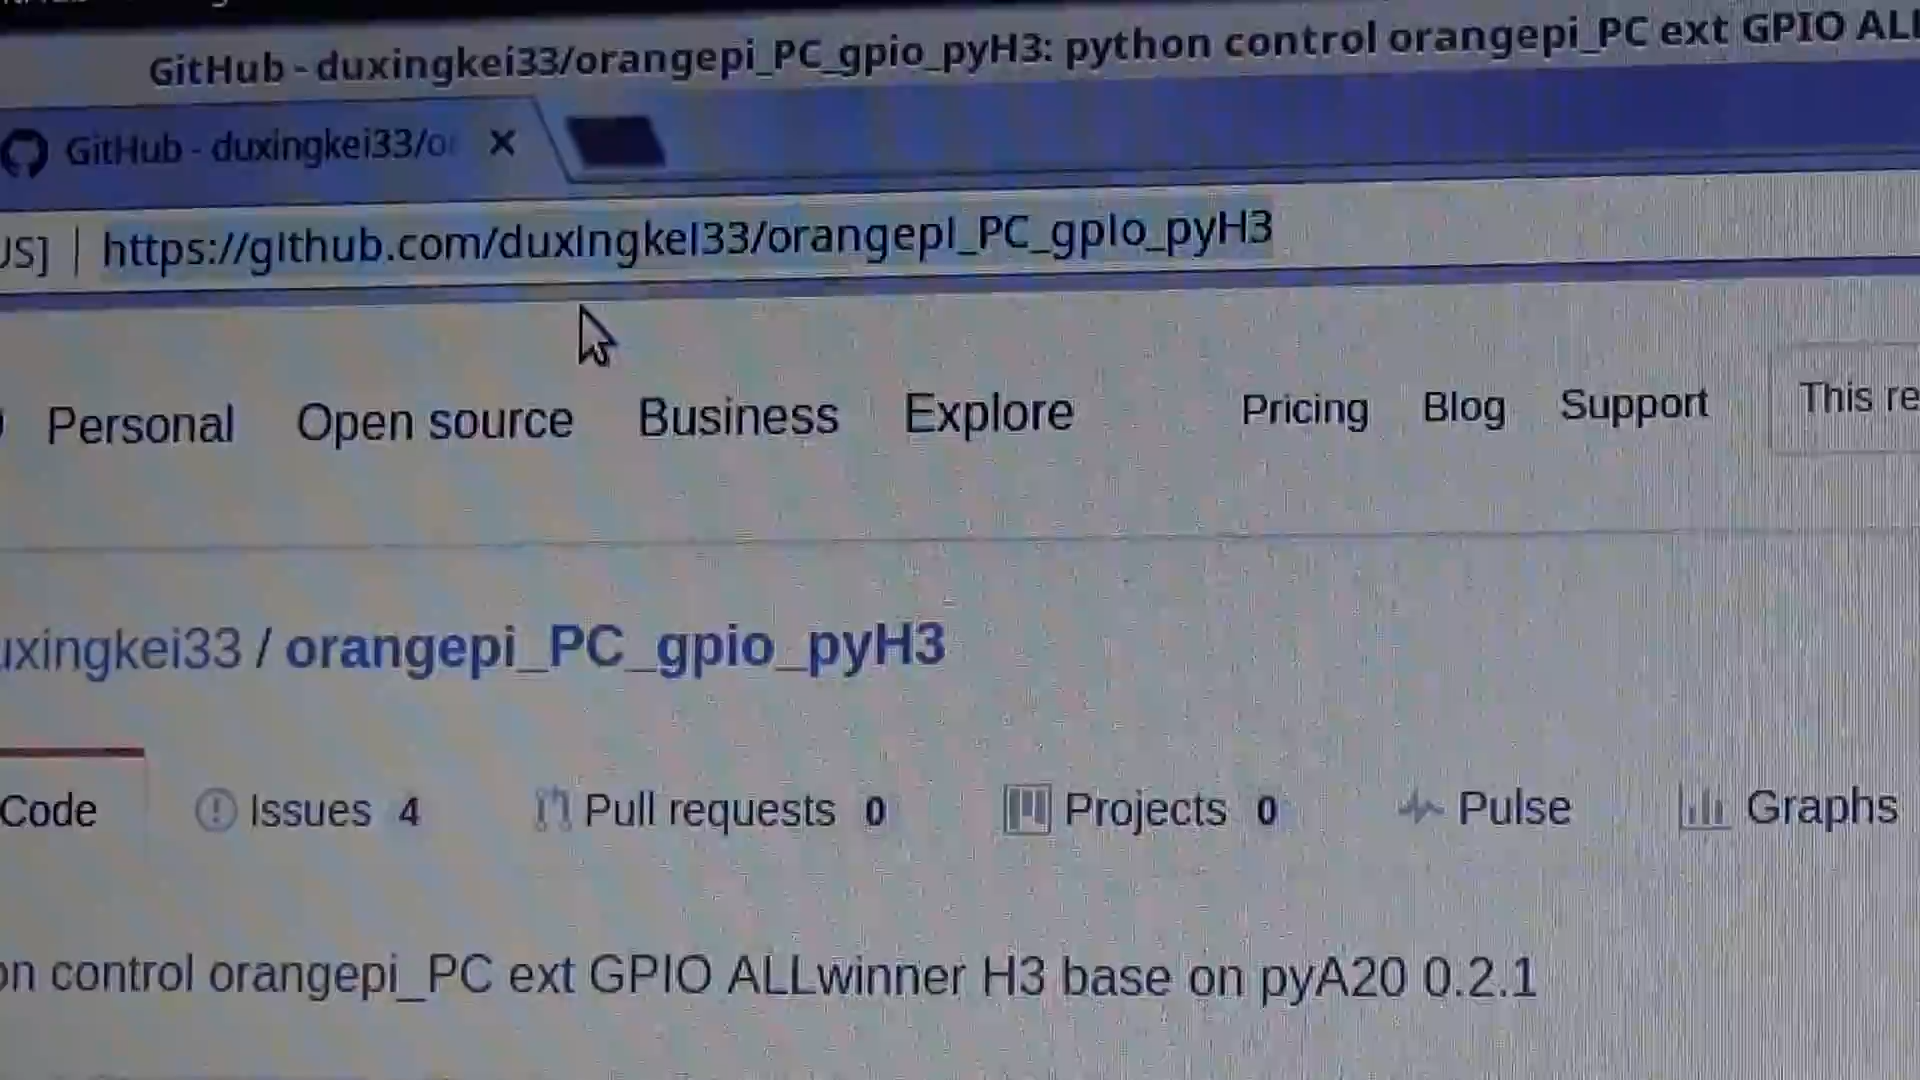 GitHub - duxingkei33/orangepi_PC_gpio_pyH3: python control orangepi_PC ext GPIO ALL
GitHub - duxingkei33/or
US] | https://github.com/duxingkei33/orangepi_PC_gpio_pyH3
Personal Open source Business Explore Pricing Blog Support This re
uxingkei33 / orangepi_PC_gpio_pyH3
Code Issues 4 Pull requests 0 Projects 0 Pulse Graphs
on control orangepi_PC ext GPIO ALLwinner H3 base on pyA20 0.2.1